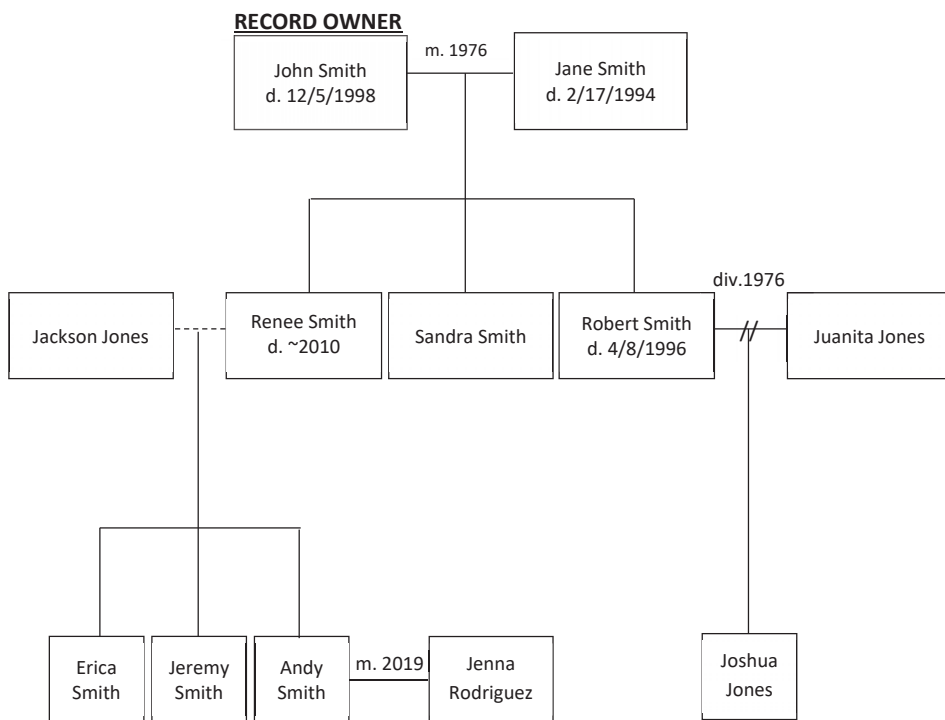 RECORD OWNER
John Smith
d. 12/5/1998
m. 1976
Jane Smith
d. 2/17/1994
Jackson Jones
Renee Smith
d. ~2010
Sandra Smith
Robert Smith
d. 4/8/1996
div.1976
Juanita Jones
Erica
Smith
Jeremy
Smith
Andy
Smith
m. 2019
Jenna
Rodriguez
Joshua
Jones